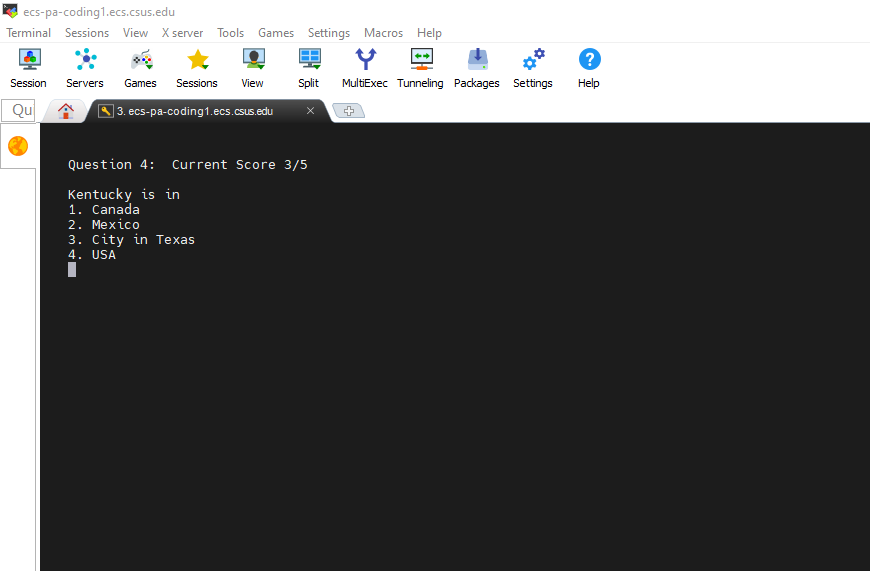 ecs-pa-coding1.ecs.csus.edu
Terminal Sessions View X server Tools Games Settings Macros Help
Session Servers Games Sessions View Split MultiExec Tunneling Packages Settings Help
Qu
3. ecs-pa-coding1.ecs.csus.edu
Question 4: Current Score 3/5
Kentucky is in
1. Canada
2. Mexico
3. City in Texas
4. USA